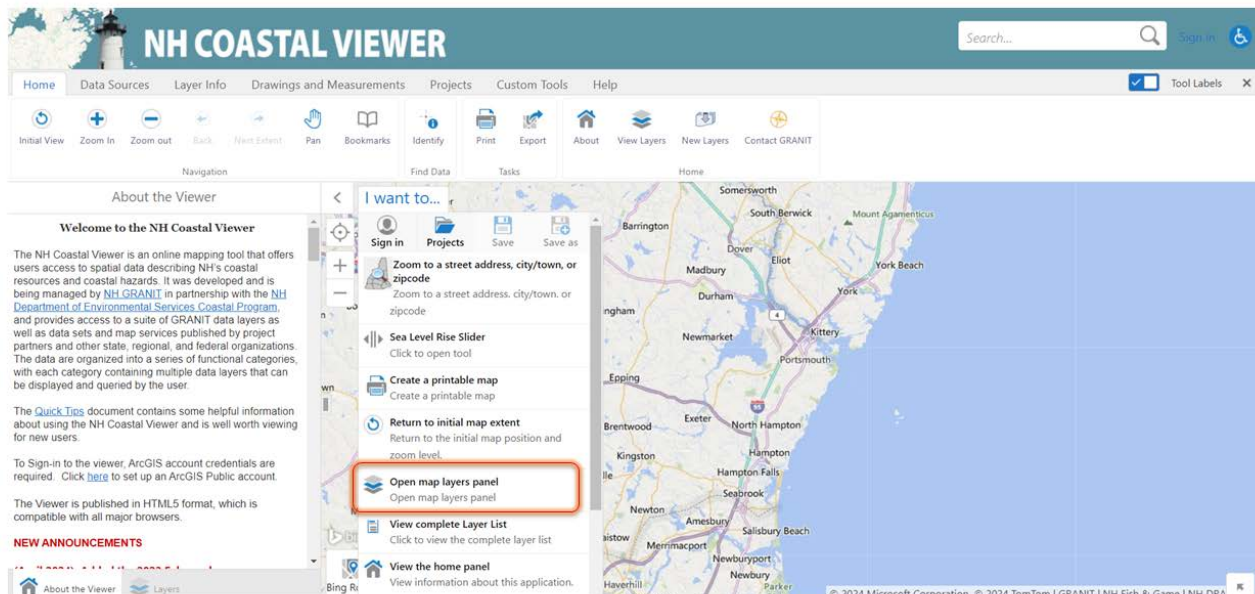 NH COASTAL VIEWER
Search...
Sign in
Home
Data Sources
Layer Info
Drawings and Measurements
Projects
Custom Tools
Help
Tool Labels
Initial View
Zoom In
Zoom out
Back
Next Extent
Pan
Bookmarks
Identify
Print
Export
About
View Layers
New Layers
Contact GRANIT
Navigation
Find Data
Tasks
Home
About the Viewer
Welcome to the NH Coastal Viewer
The NH Coastal Viewer is an online mapping tool that offers
users access to spatial data describing NH's coastal
resources and coastal hazards. It was developed and is
being managed by NH GRANIT in partnership with the NH
Department of Environmental Services Coastal Program,
and provides access to a suite of GRANIT data layers as
well as data sets and map services published by project
partners and other state, regional, and federal organizations.
The data are organized into a series of functional categories,
with each category containing multiple data layers that can
be displayed and queried by the user.
The Quick Tips document contains some helpful information
about using the NH Coastal Viewer and is well worth viewing
for new users.
To Sign-in to the viewer, ArcGIS account credentials are
required. Click here to set up an ArcGIS Public account.
The Viewer is published in HTML5 format, which is
compatible with all major browsers.
NEW ANNOUNCEMENTS
About the Viewer
Layers
I want to...
Sign in
Projects
Save
Save as
Zoom to a street address, city/town, or
zipcode
Zoom to a street address. city/town. or
zipcode
Sea Level Rise Slider
Click to open tool
Create a printable map
Create a printable map
Return to initial map extent
Return to the initial map position and
zoom level.
Open map layers panel
Open map layers panel
View complete Layer List
Click to view the complete layer list
View the home panel
View information about this application.
Bing
Somersworth
South Berwick
Mount Agamenticus
Barrington
Dover
Eliot
York Beach
Madbury
Durham
York
4
Kittery
Newmarket
Portsmouth
Epping
Exeter
North Hampton
Brentwood
Hampton
Kingston
Hampton Falls
Seabrook
Newton
Amesbury
Salisbury Beach
Merrimacport
Newburyport
Newbury
Haverhill
Parker
© 2024 Microsoft Corporation, © 2024 TomTom | GRANIT | NH Fish & Game | NH DRA